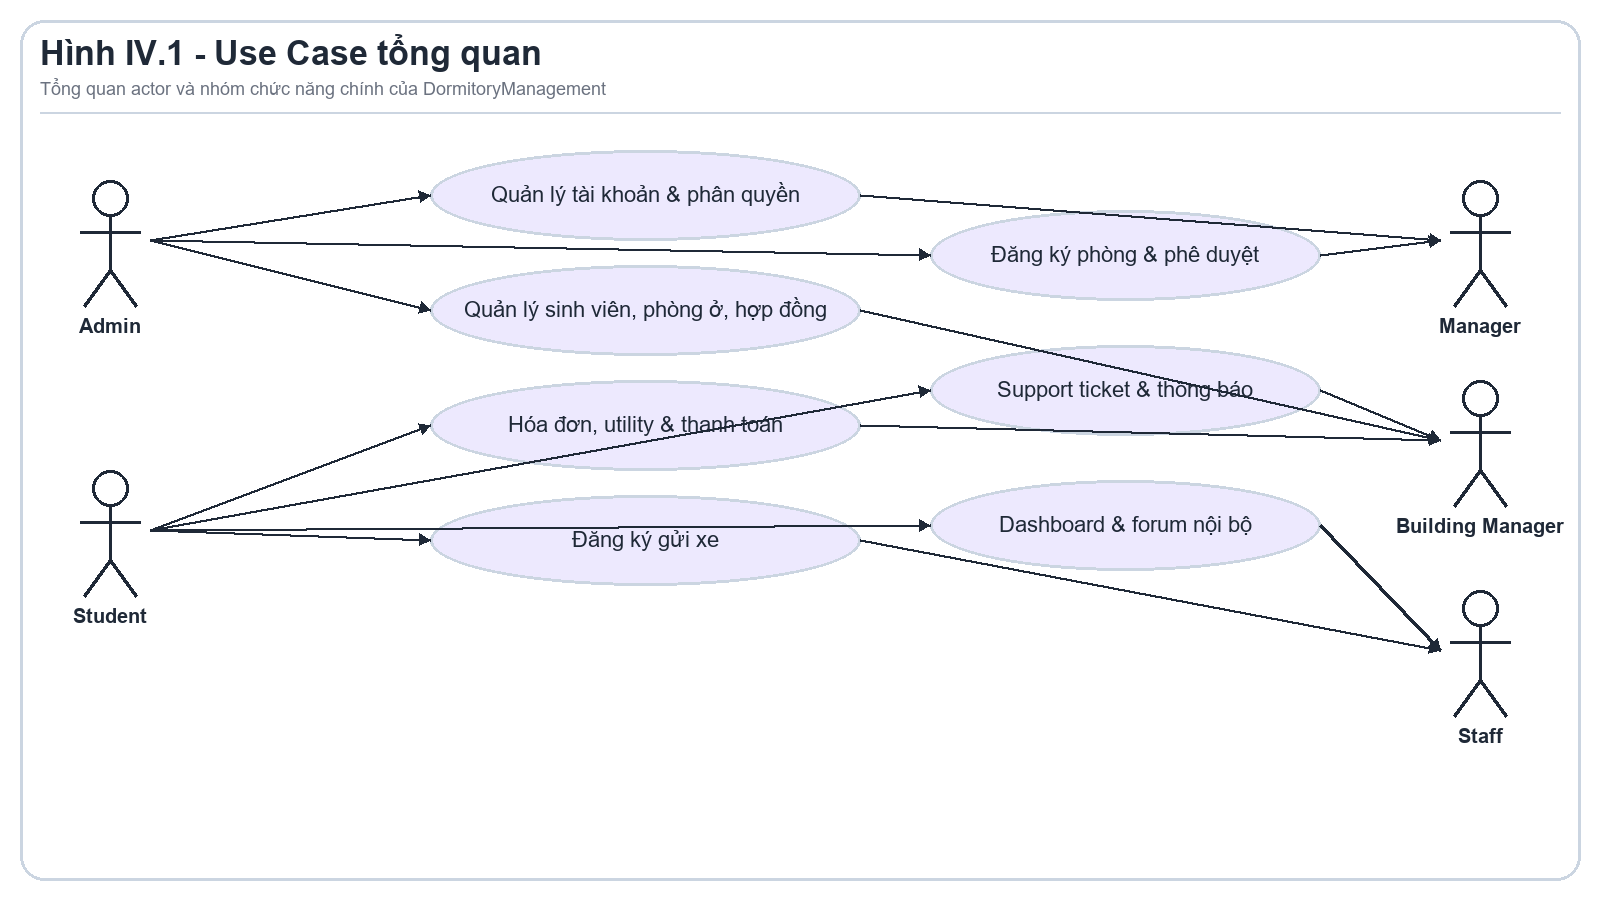 Hình IV.1 - Use Case tổng quan
Tổng quan actor và nhóm chức năng chính của DormitoryManagement
Quản lý tài khoản & phân quyền
Đăng ký phòng & phê duyệt
Quản lý sinh viên, phòng ở, hợp đồng
Admin
Manager
Support ticket & thông báo
Hóa đơn, utility & thanh toán
Dashboard & forum nội bộ
Building Manager
Đăng ký gửi xe
Student
Staff